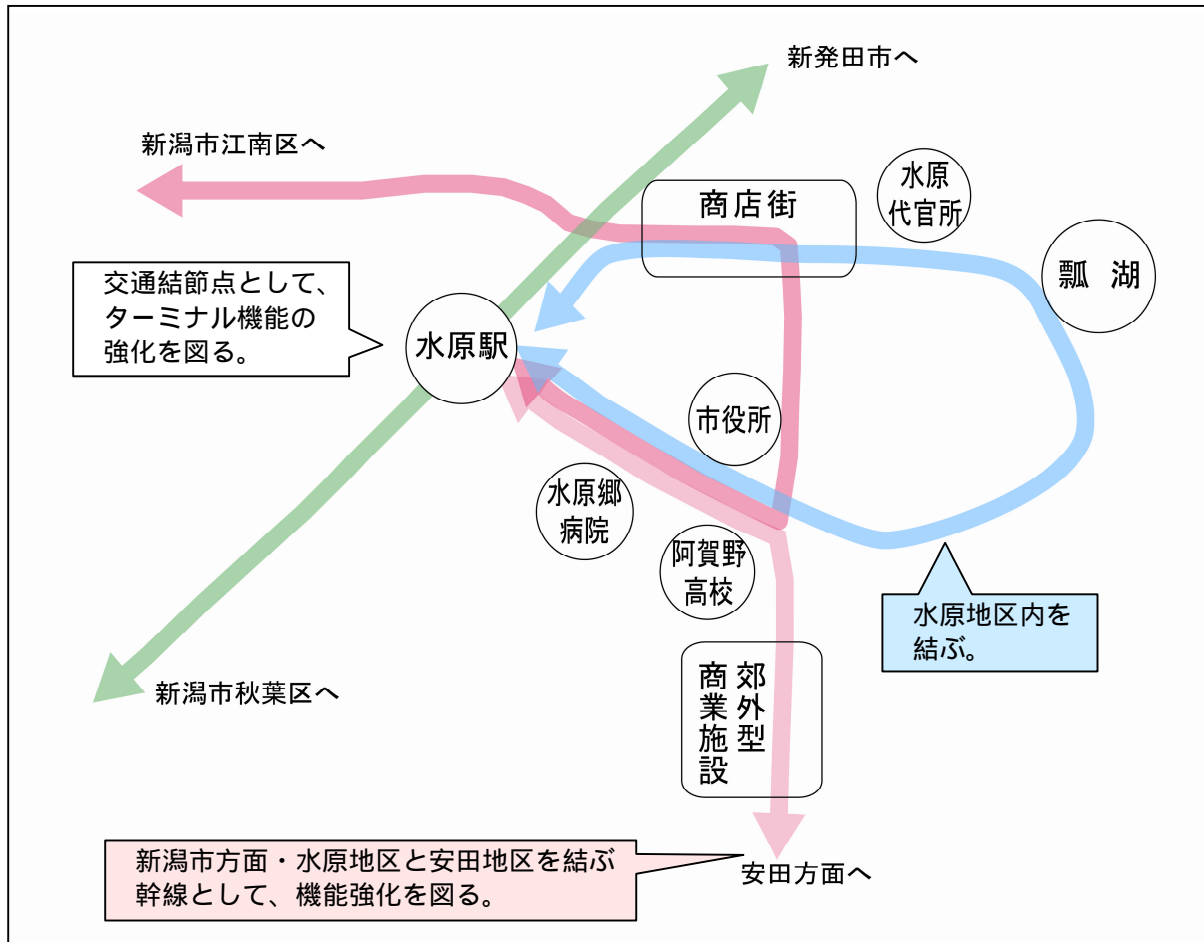 新発田市へ
新潟市江南区へ
水原
代官所
商店街
瓢湖
交通結節点として、
ターミナル機能の
強化を図る。
水原駅
市役所
水原郷
病院
阿賀野
高校
水原地区内を
結ぶ。
新潟市秋葉区へ
郊外型
商業施設
新潟市方面・水原地区と安田地区を結ぶ
幹線として、機能強化を図る。
安田方面へ